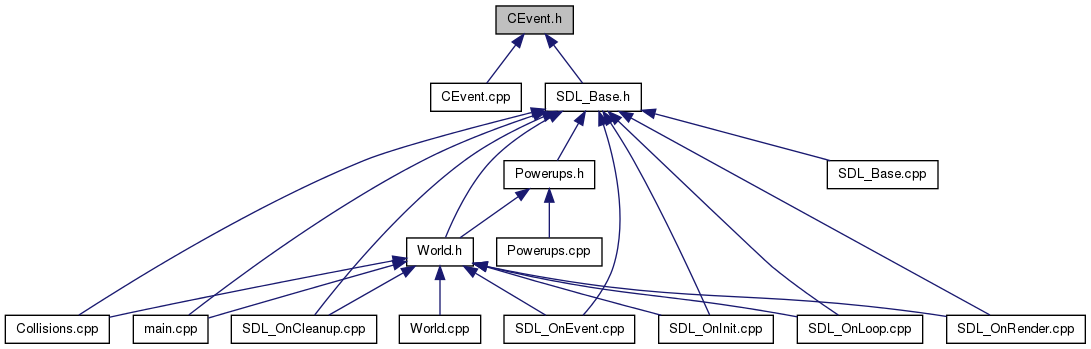 CEvent.h
CEvent.cpp
SDL_Base.h
Powerups.h
SDL_Base.cpp
World.h
Powerups.cpp
Collisions.cpp
main.cpp
SDL_OnCleanup.cpp
World.cpp
SDL_OnEvent.cpp
SDL_OnInit.cpp
SDL_OnLoop.cpp
SDL_OnRender.cpp